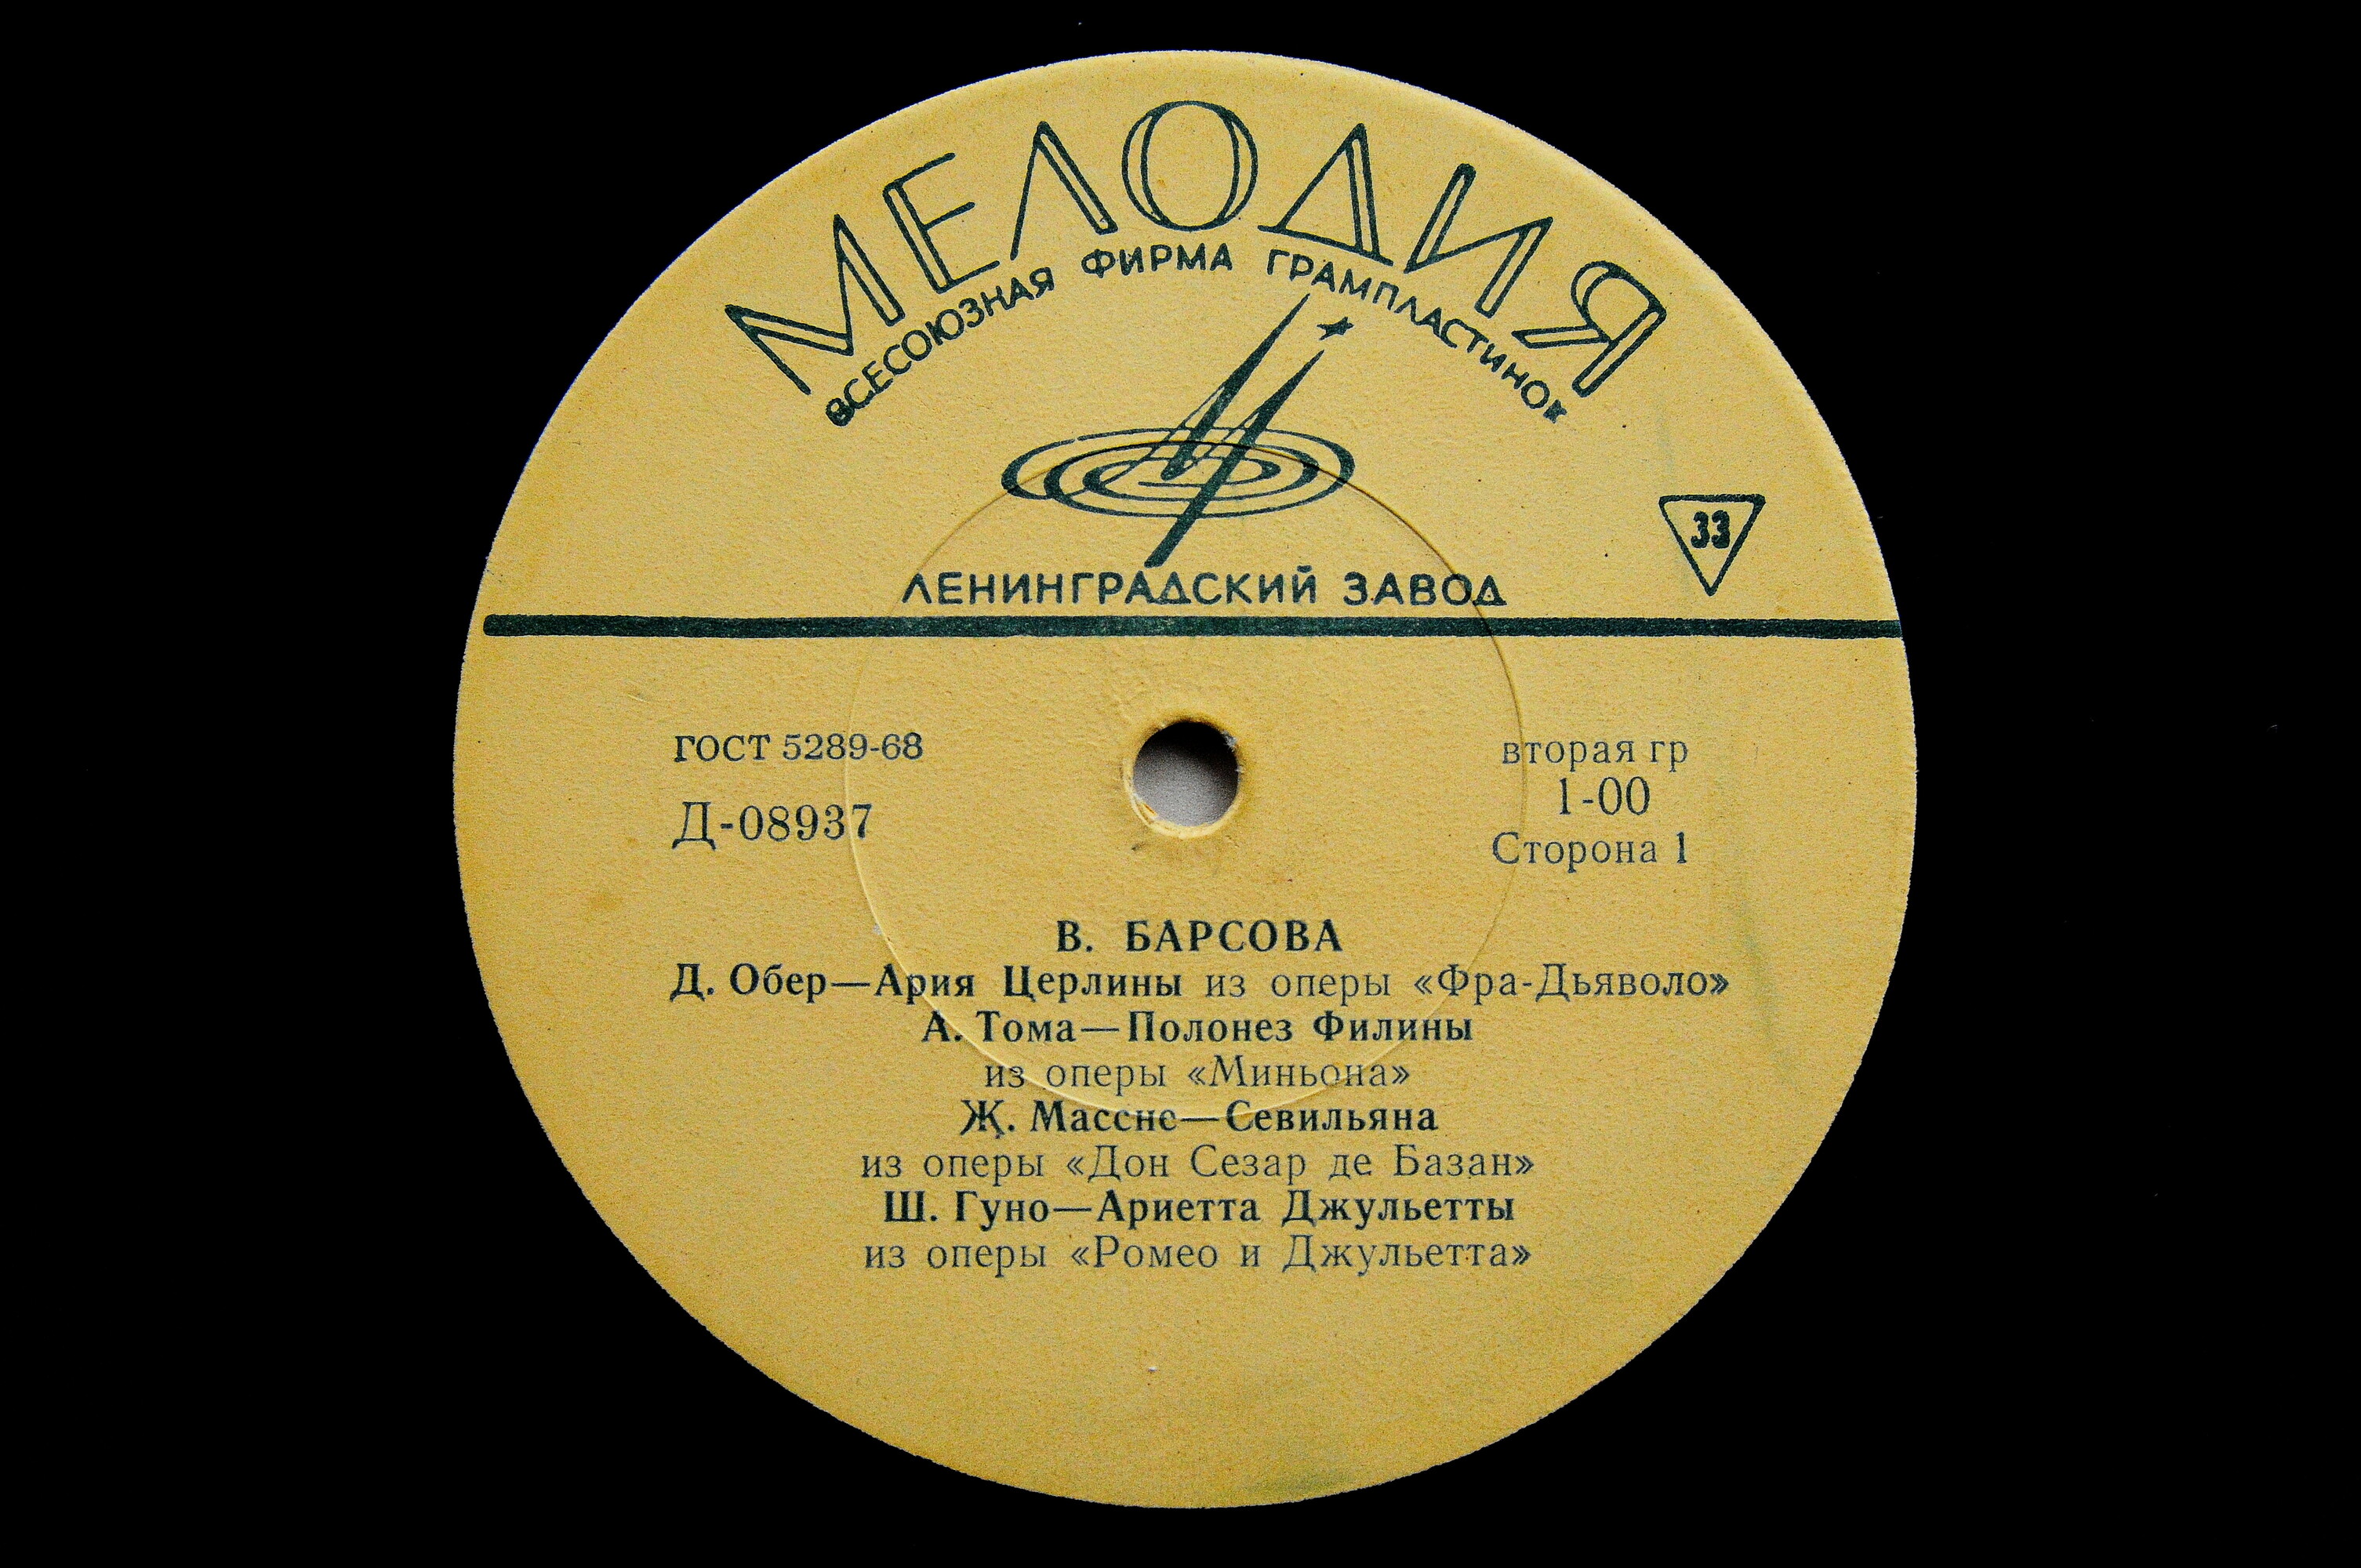 МЕЛОДИЯ
ВСЕСОЮЗНАЯ ФИРМА ГРАМПЛАСТИНОК
33
ЛЕНИНГРАДСКИЙ ЗАВОД
ГОСТ 5289-68
Д-08937
вторая гр
1-00
Сторона 1
В. БАРСОВА
Д. Обер—Ария Церлины из оперы «Фра-Дьяволо»
А. Тома—Полонез Филины
из оперы «Миньона»
Ж. Массне—Севильяна
из оперы «Дон Сезар де Базан»
Ш. Гуно—Ариетта Джульетты
из оперы «Ромео и Джульетта»